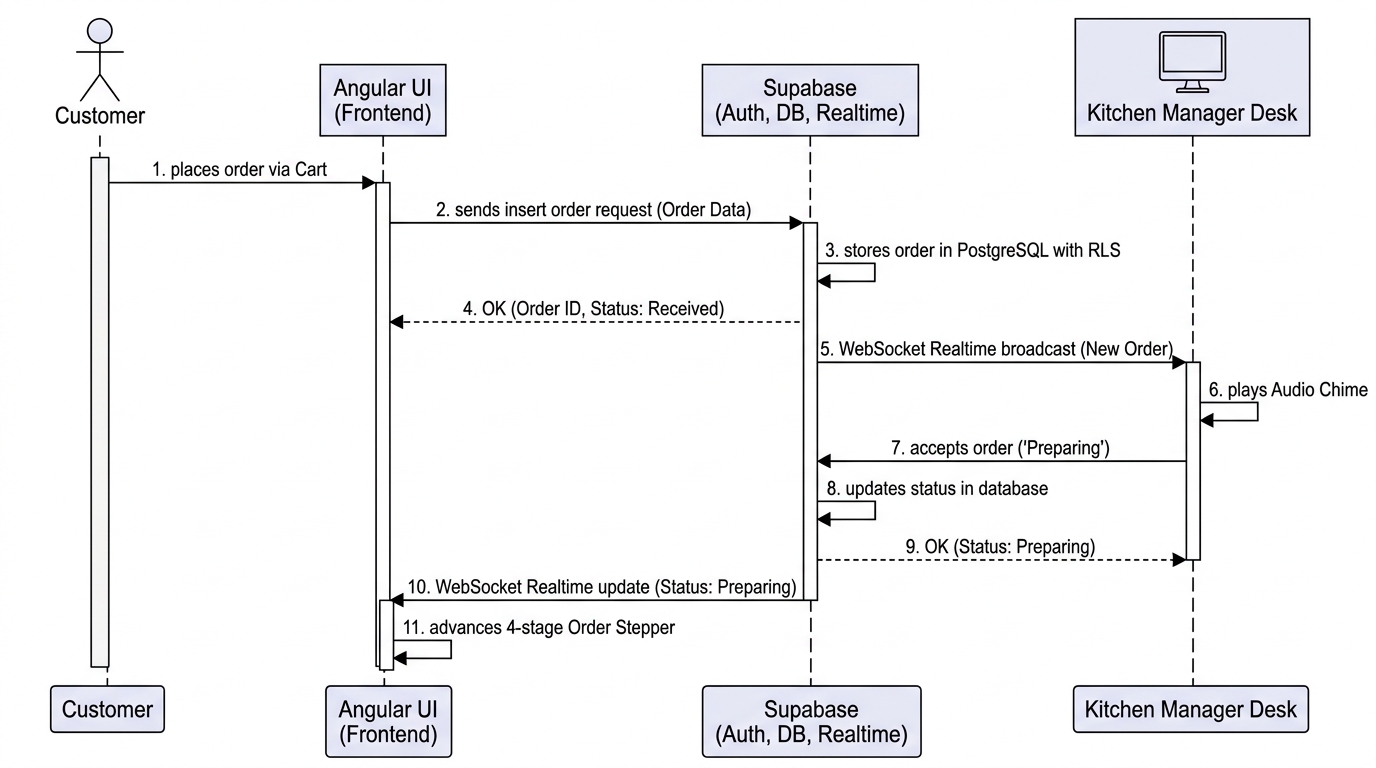 Customer
Angular UI
(Frontend)
Supabase
(Auth, DB, Realtime)
Kitchen Manager Desk
1. places order via Cart
2. sends insert order request (Order Data)
3. stores order in PostgreSQL with RLS
4. OK (Order ID, Status: Received)
5. WebSocket Realtime broadcast (New Order)
6. plays Audio Chime
7. accepts order ('Preparing')
8. updates status in database
9. OK (Status: Preparing)
10. WebSocket Realtime update (Status: Preparing)
11. advances 4-stage Order Stepper
Customer
Angular UI
(Frontend)
Supabase
(Auth, DB, Realtime)
Kitchen Manager Desk